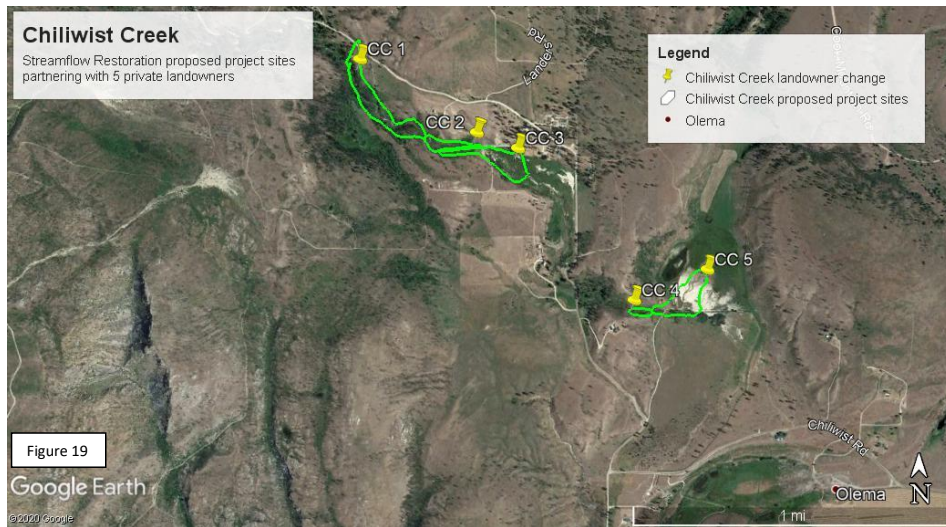 Chiliwist Creek
Streamflow Restoration proposed project sites
partnering with 5 private landowners
Legend
Chiliwist Creek landowner change
Chiliwist Creek proposed project sites
Olema
CC 1
Landers Rd
CC 2
CC 3
CC 5
CC 4
Chiliwist Rd
Figure 19
Google Earth
N
Olema
©2020 Google
1 mi